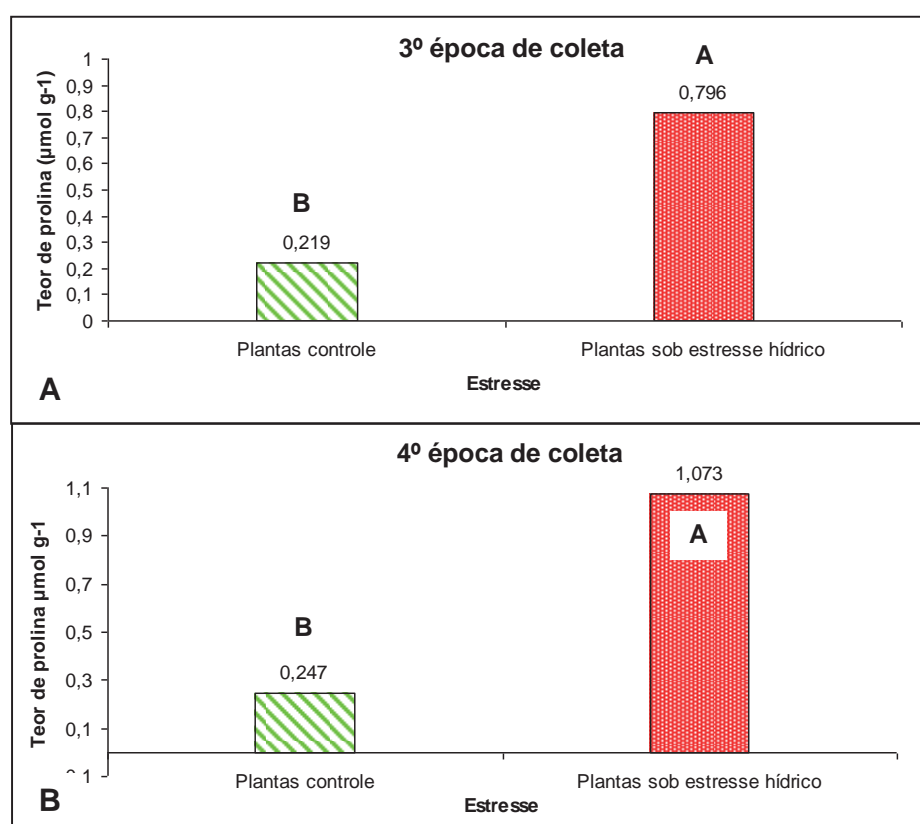 3º época de coleta
A
Teor de prolina (µmol g-1)
1
0,9
0,8
0,7
0,6
0,5
0,4
0,3
0,2
0,1
0
B
0,219
0,796
Plantas controle
Plantas sob estresse hídrico
Estresse
A
4º época de coleta
Teor de prolina µmol g-1
1,1
0,9
0,7
0,5
0,3
0,1
B
0,247
1,073
A
Plantas controle
Plantas sob estresse hídrico
Estresse
B